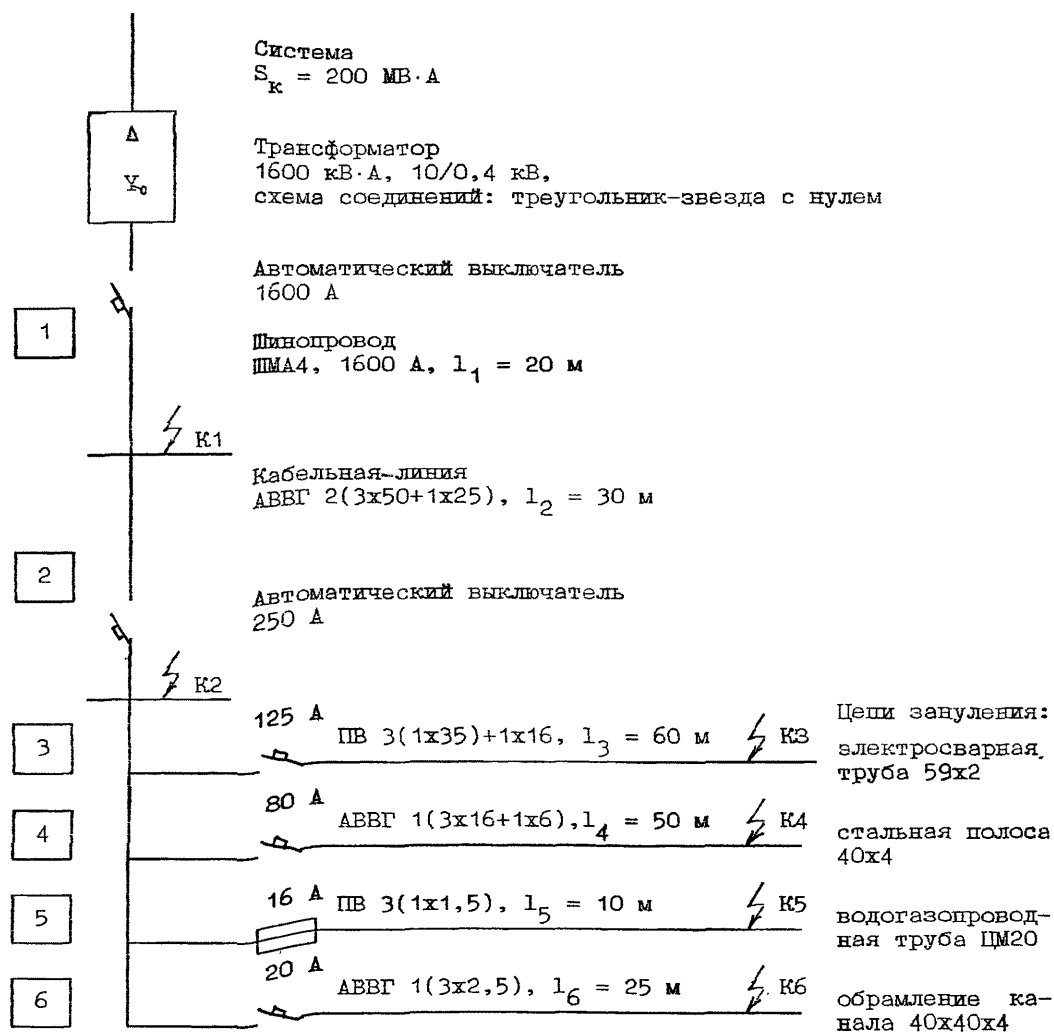 Система
Sк = 200 МВ·А
Δ
Y₀
Трансформатор
1600 кВ·А, 10/0,4 кВ,
схема соединений: треугольник-звезда с нулем
Автоматический выключатель
1600 А
1
Шинопровод
ШМА4, 1600 А, l₁ = 20 м
К1
Кабельная-линия
АВВГ 2(3х50+1х25), l₂ = 30 м
2
Автоматический выключатель
250 А
К2
Цепи зануления:
3
125 А
ПВ 3(1х35)+1х16, l₃ = 60 м
К3
электросварная
труба 59х2
4
80 А
АВВГ 1(3х16+1х6), l₄ = 50 м
К4
стальная полоса
40х4
5
16 А
ПВ 3(1х1,5), l₅ = 10 м
К5
водогазопровод-
ная труба ЦМ20
6
20 А
АВВГ 1(3х2,5), l₆ = 25 м
К6
обрамление ка-
нала 40х40х4